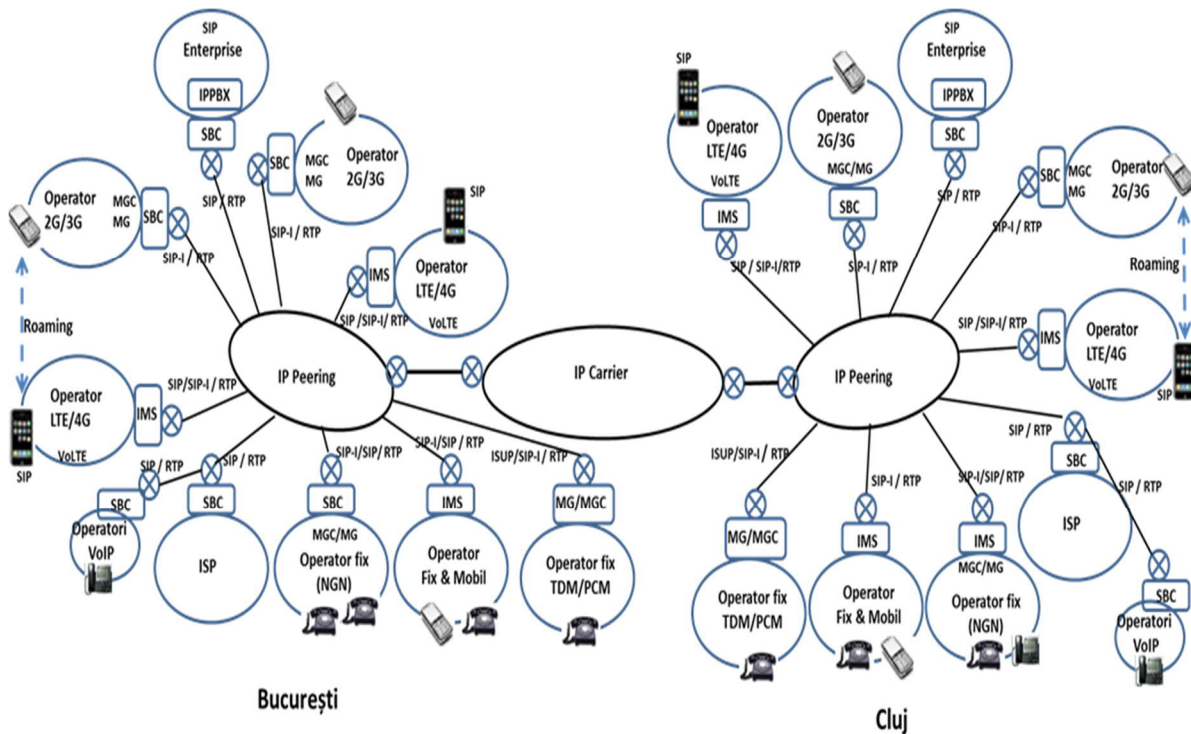 SIP
Enterprise
IPPBX
SBC
SIP / RTP
SBC
MGC
MG
Operator
2G/3G
SIP-I / RTP
Operator
2G/3G
MGC
MG
SBC
SIP-I / RTP
Roaming
SIP
IMS
Operator
LTE/4G
VoLTE
SIP /SIP-I/ RTP
IP Peering
Operator
LTE/4G
VoLTE
IMS
SIP
SIP/SIP-I / RTP
SIP / RTP
SBC
Operatori
VoIP
SIP / RTP
SBC
ISP
SIP-I/SIP/ RTP
SBC
MGC/MG
Operator fix
(NGN)
SIP-I/SIP / RTP
IMS
Operator
Fix & Mobil
ISUP/SIP-I / RTP
MG/MGC
Operator fix
TDM/PCM
București
IP Carrier
SIP
Operator
LTE/4G
VoLTE
IMS
SIP / SIP-I/RTP
Operator
2G/3G
MGC/MG
SBC
SIP-I / RTP
SIP
Enterprise
IPPBX
SBC
SIP / RTP
SBC
MGC
MG
Operator
2G/3G
SIP-I / RTP
Roaming
SIP /SIP-I/ RTP
IMS
Operator
LTE/4G
VoLTE
SIP
IP Peering
ISUP/SIP-I / RTP
MG/MGC
Operator fix
TDM/PCM
SIP-I / RTP
IMS
Operator
Fix & Mobil
SIP-I/SIP/ RTP
IMS
MGC/MG
Operator fix
(NGN)
SIP / RTP
SBC
ISP
SIP / RTP
SBC
Operatori
VoIP
Cluj